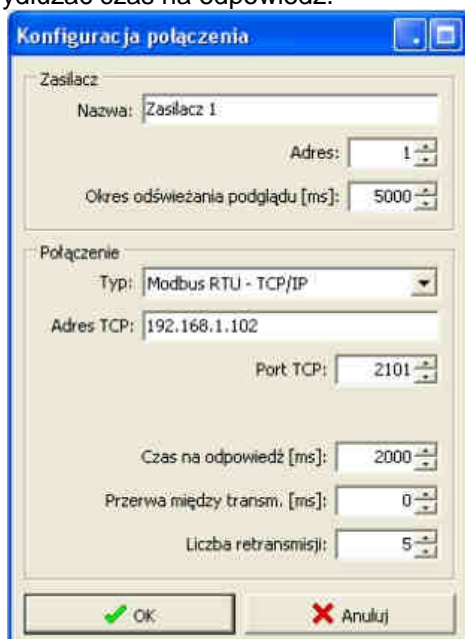 czas na odpowiedź.
Konfiguracja połączenia
Zasilacz
Nazwa: Zasilacz 1
Adres: 1
Okres odświeżania podglądu [ms]: 5000
Połączenie
Typ: Modbus RTU - TCP/IP
Adres TCP: 192.168.1.102
Port TCP: 2101
Czas na odpowiedź [ms]: 2000
Przerwa między transm. [ms]: 0
Liczba retransmisji: 5
OK Anuluj